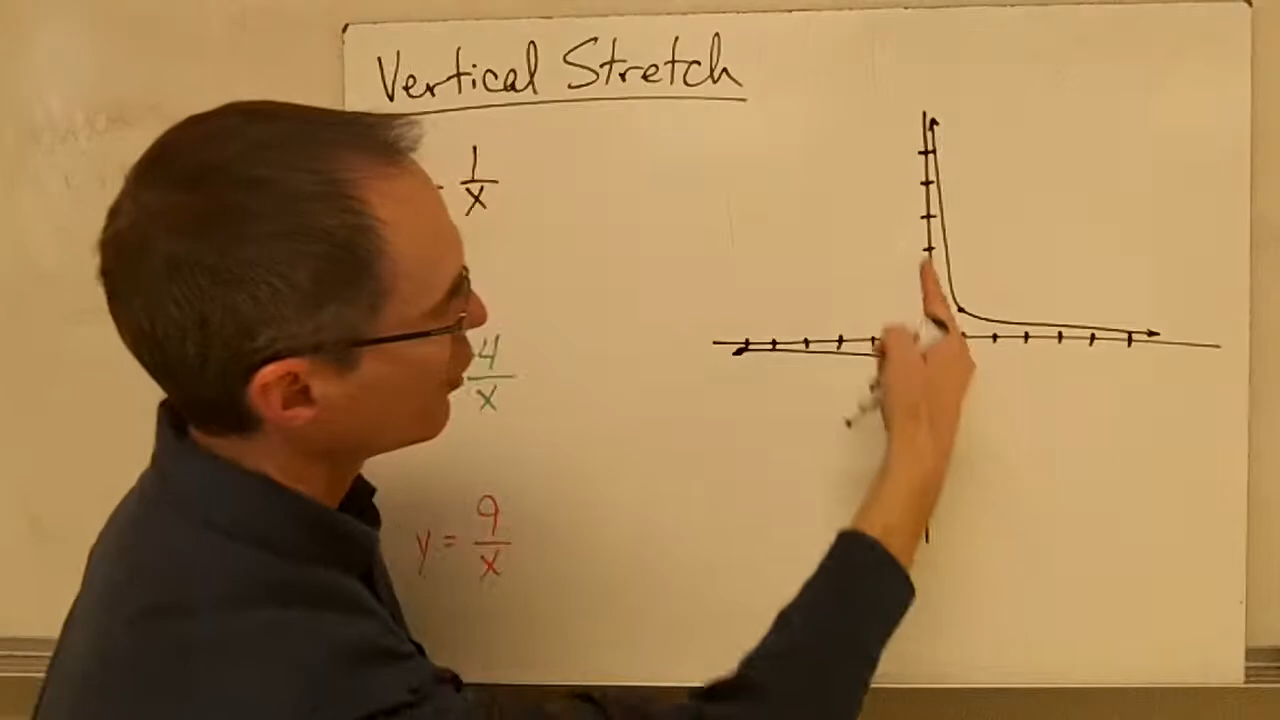 Vertical Stretch
1/x
4/x
y = 9/x